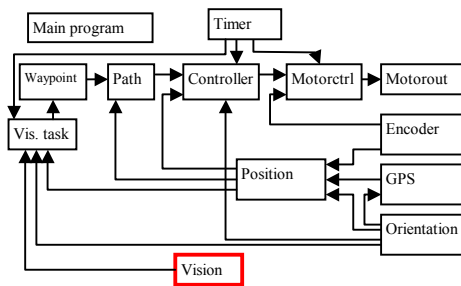 Main program
Timer
Waypoint
Path
Controller
Motorctrl
Motorout
Vis. task
Encoder
Position
GPS
Orientation
Vision